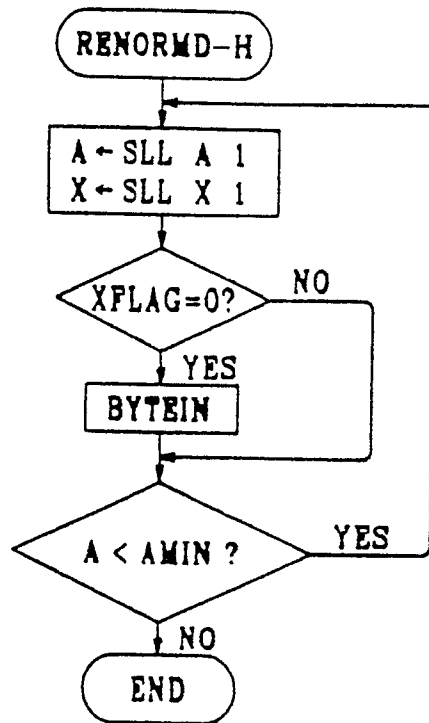 RENORMD-H
A ← SLL A 1
X ← SLL X 1
XFLAG=0?
NO
YES
BYTEIN
A < AMIN ?
YES
NO
END